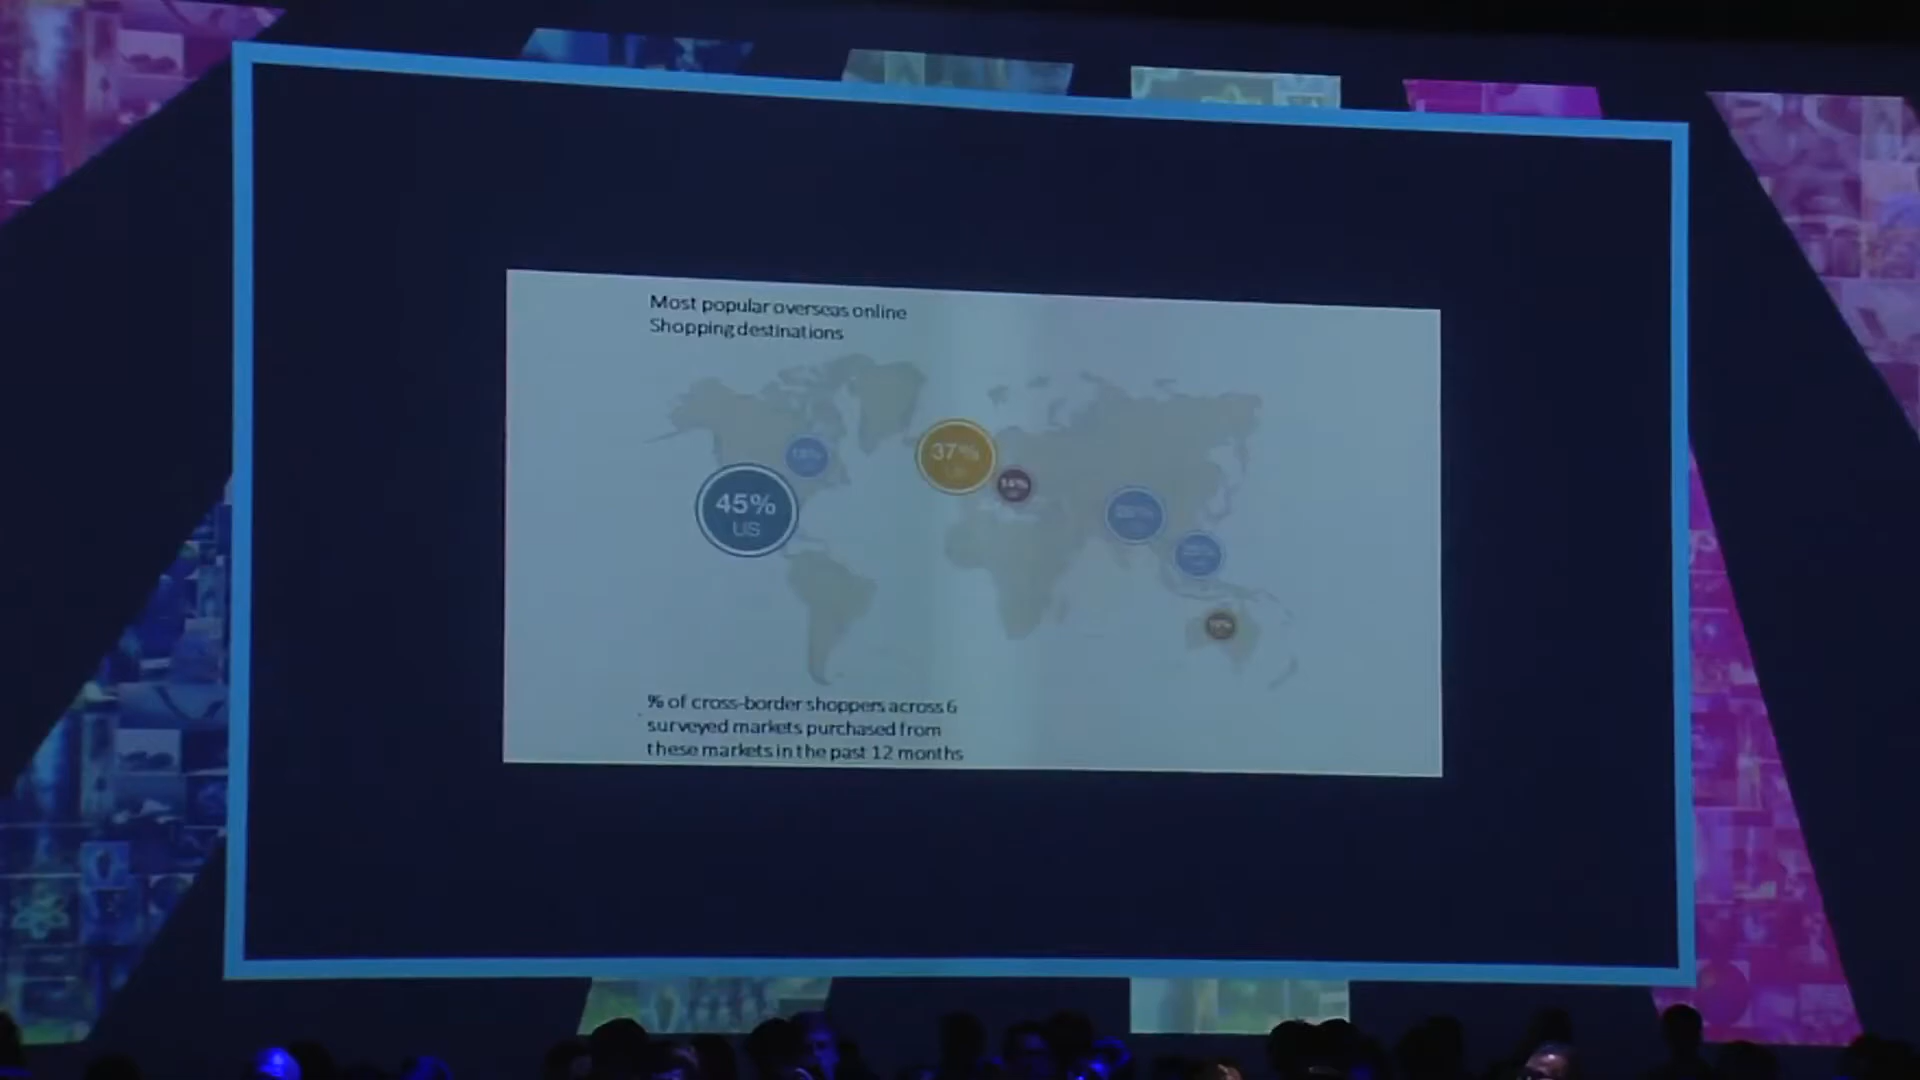 Most popular overseas online
Shopping destinations
37%
14%
45%
US
% of cross-border shoppers across 6
surveyed markets purchased from
these markets in the past 12 months